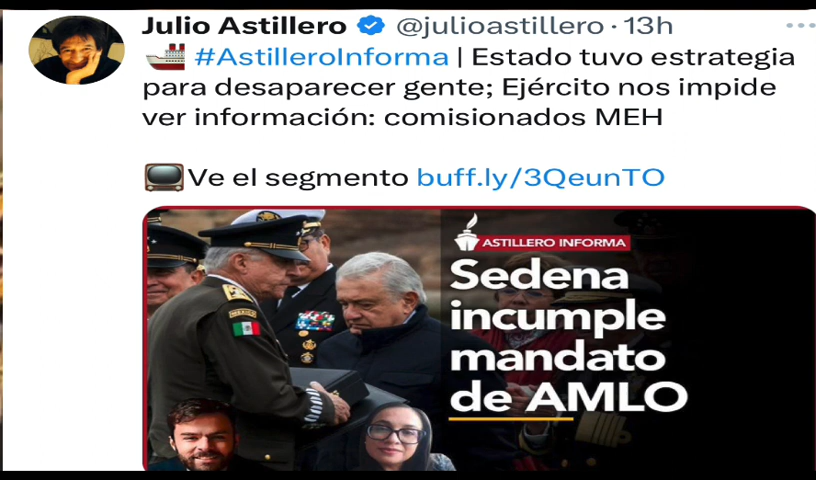 Julio Astillero @julioastillero · 13h
#AstilleroInforma | Estado tuvo estrategia
para desaparecer gente; Ejército nos impide
ver información: comisionados MEH
Ve el segmento buff.ly/3QeunTO
ASTILLERO INFORMA
Sedena
incumple
mandato
de AMLO
MEXICO